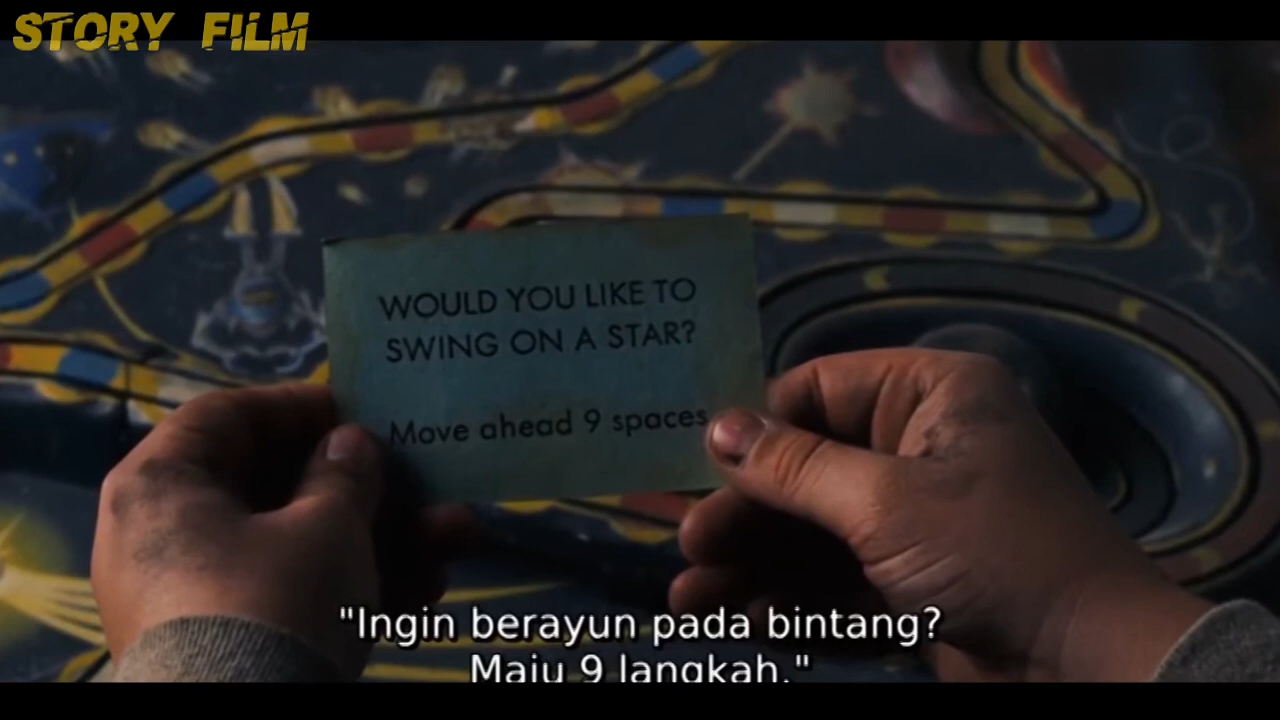 STORY FILM
WOULD YOU LIKE TO
SWING ON A STAR?
Move ahead 9 spaces
"Ingin berayun pada bintang?
Maju 9 langkah."